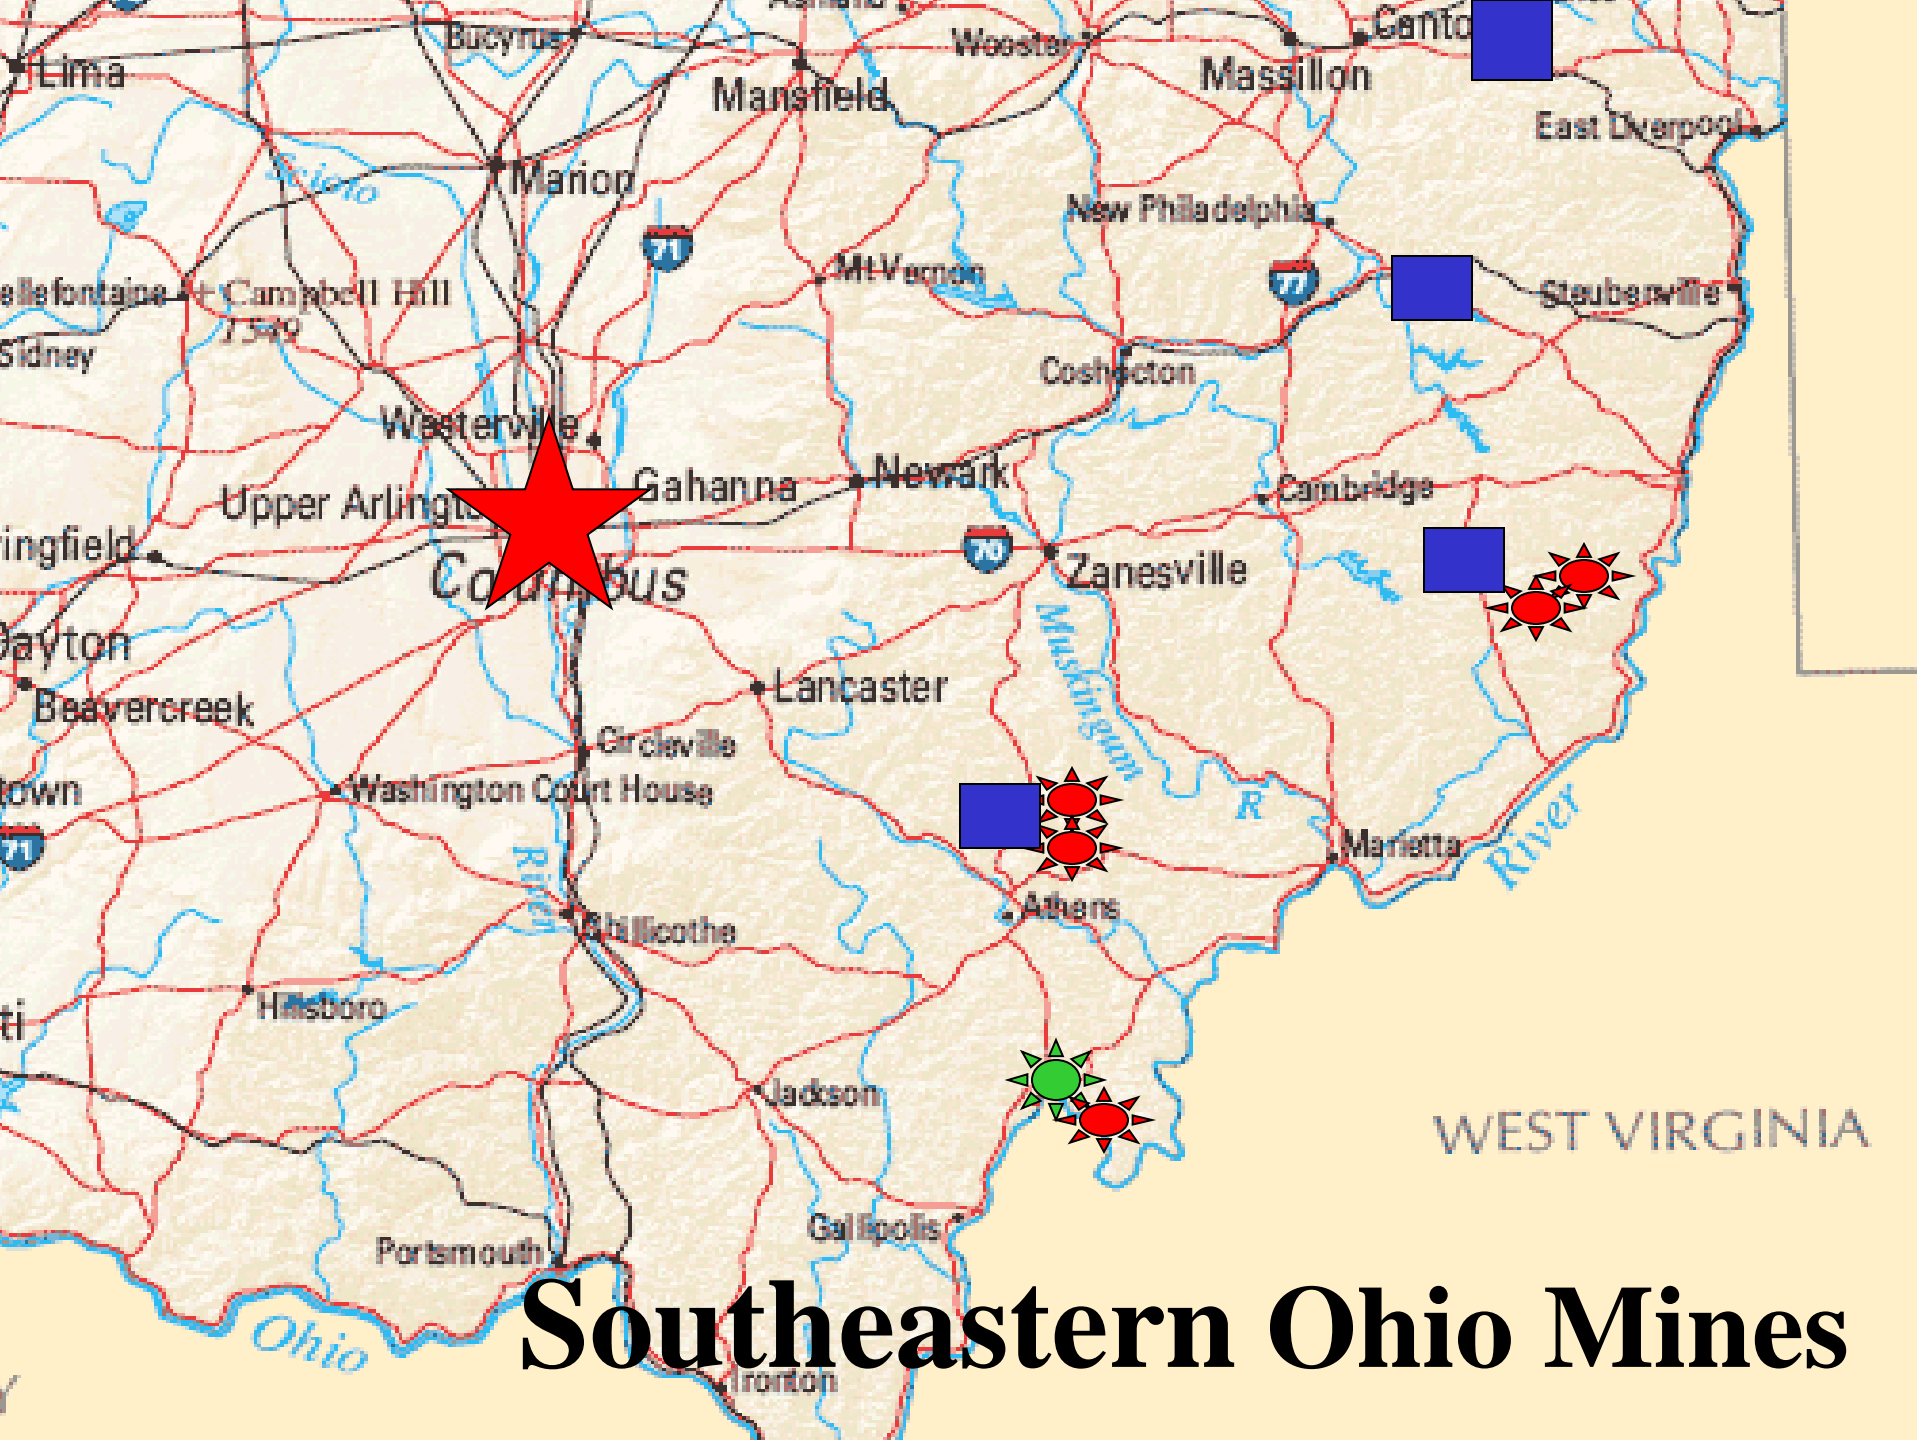 Bucyrus
Wooster
Canto
Lima
Mansfield
Massillon
East Liverpool
Scioto
Marion
New Philadelphia
71
Mt Vernon
77
ellefontaine
+ Campbell Hill
1549
Steubenville
Sidney
Coshocton
Westerville
Upper Arlingt
Gahanna
Newark
Cambridge
ringfield
70
Zanesville
Columbus
Dayton
Muskingum
Beavercreek
Lancaster
Circleville
town
Washington Court House
R
71
Marietta
River
River
Athens
Chillicothe
Hillsboro
ti
Jackson
WEST VIRGINIA
Gallipolis
Portsmouth
Southeastern Ohio Mines
Ohio
Ironton
Y